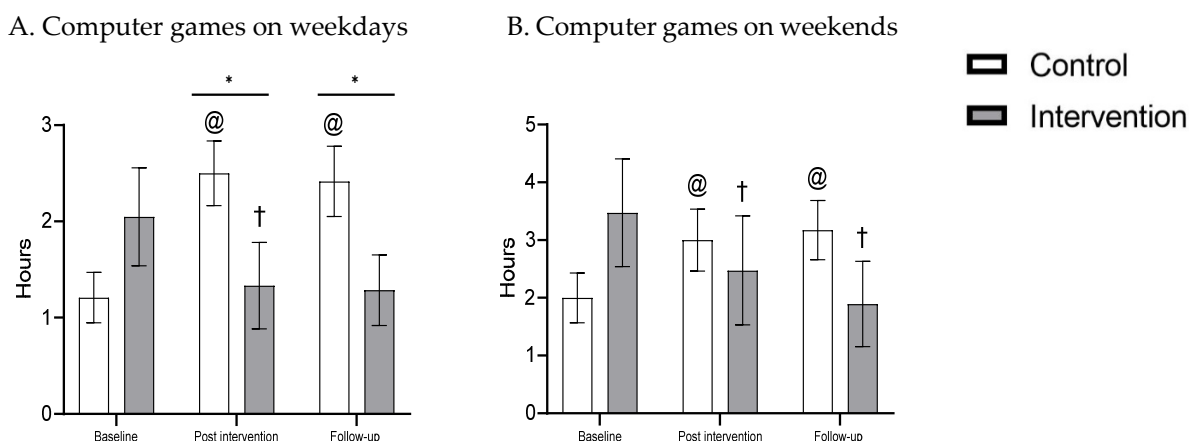 A. Computer games on weekdays
B. Computer games on weekends
Control
Intervention
* *
@ @
†
3
2
1
0
Hours
Baseline Post intervention Follow-up
@ † @ †
5
4
3
2
1
0
Hours
Baseline Post intervention Follow-up